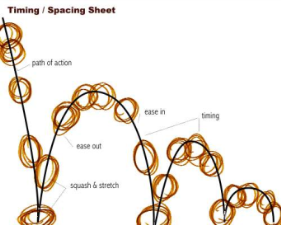 Timing / Spacing Sheet
path of action
ease in
timing
ease out
squash & stretch